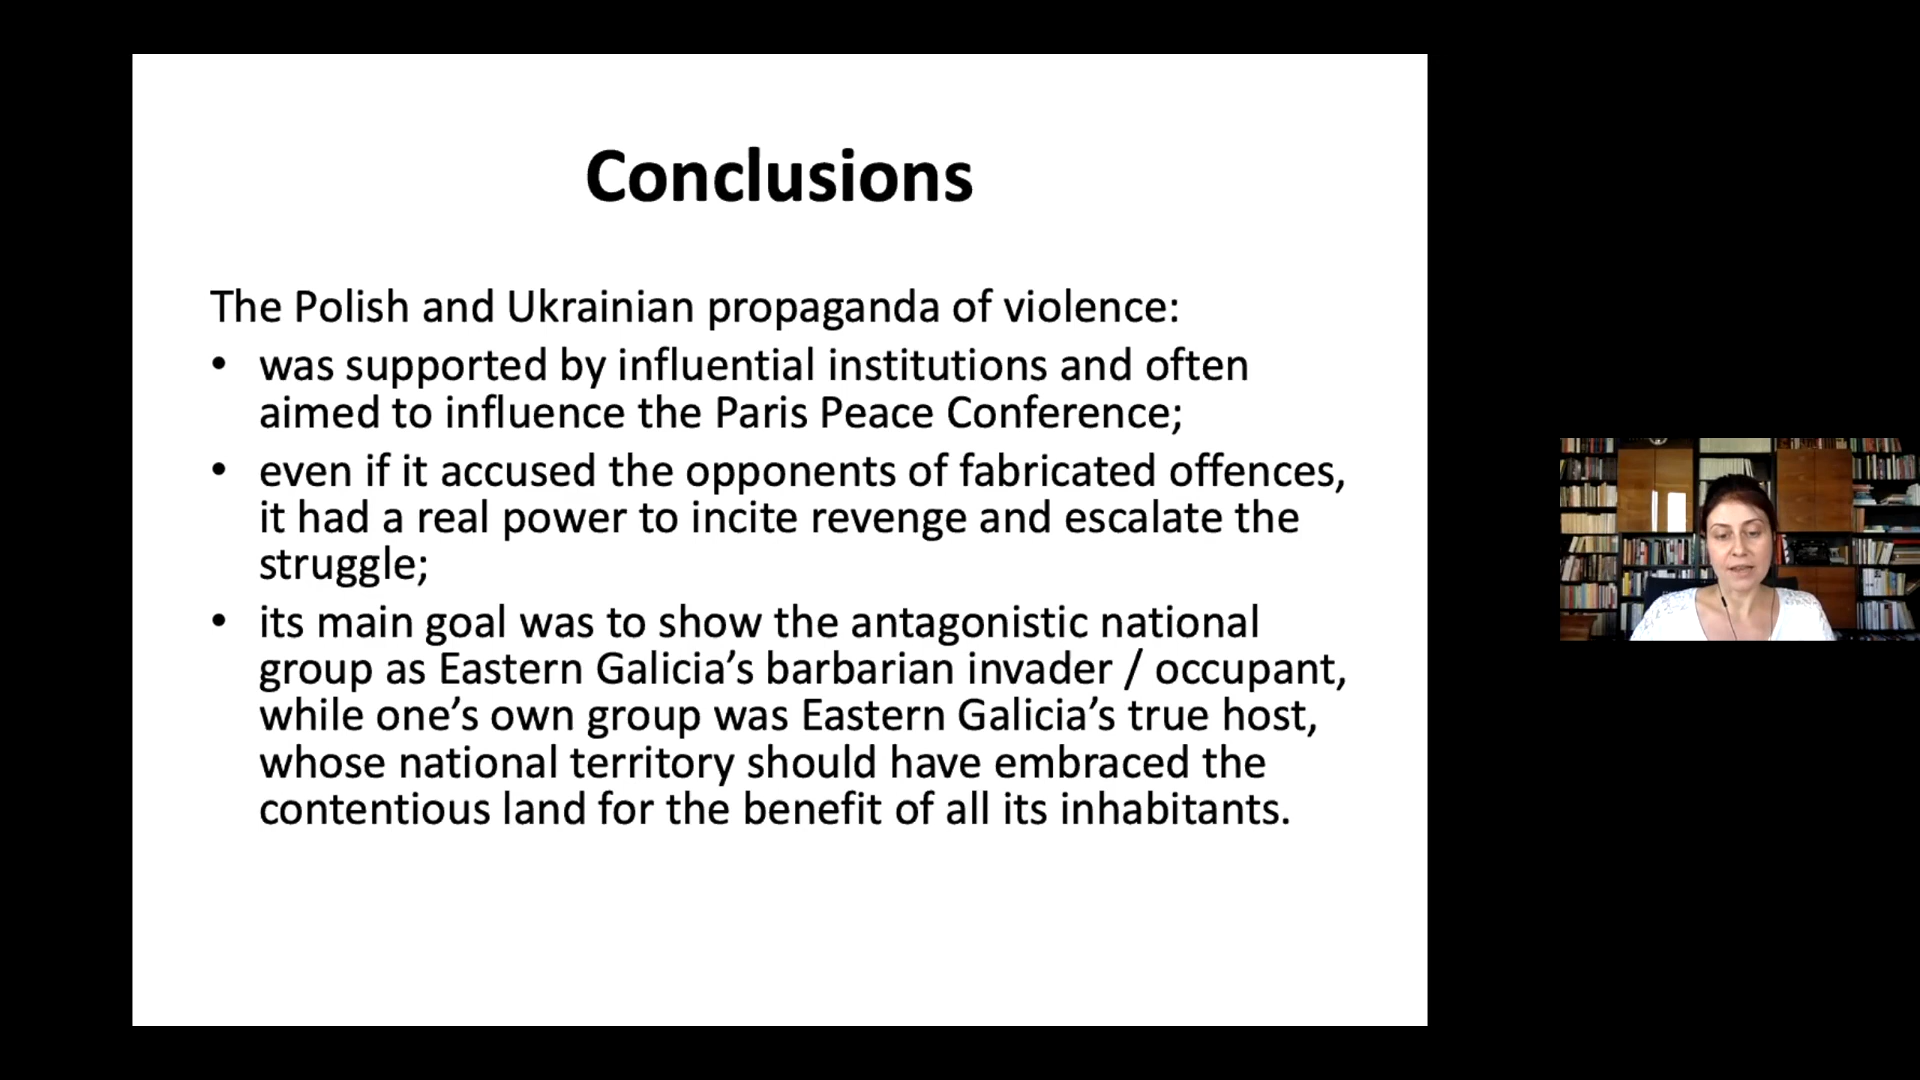 Conclusions
The Polish and Ukrainian propaganda of violence:
• was supported by influential institutions and often
aimed to influence the Paris Peace Conference;
• even if it accused the opponents of fabricated offences,
it had a real power to incite revenge and escalate the
struggle;
• its main goal was to show the antagonistic national
group as Eastern Galicia’s barbarian invader / occupant,
while one’s own group was Eastern Galicia’s true host,
whose national territory should have embraced the
contentious land for the benefit of all its inhabitants.